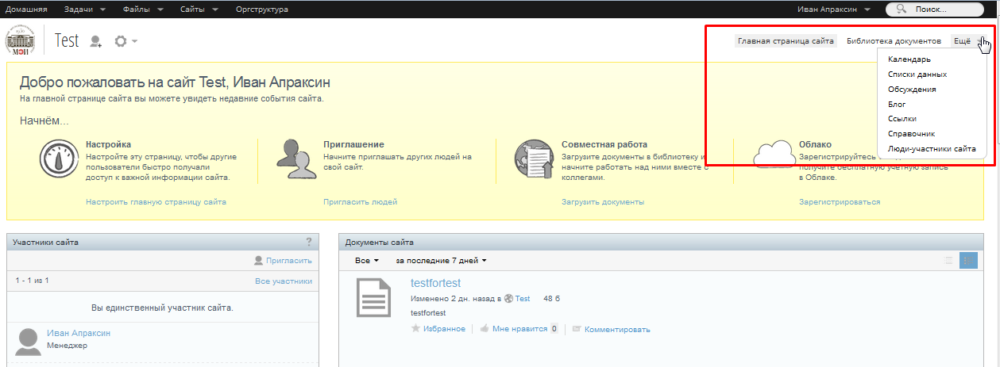 Домашняя Задачи Файлы Сайты Оргструктура Иван Апраксин Поиск...
МЭИ Test Главная страница сайта Библиотека документов Ещё
Календарь
Списки данных
Обсуждения
Блог
Ссылки
Справочник
Люди-участники сайта
Добро пожаловать на сайт Test, Иван Апраксин
На главной странице сайта вы можете увидеть недавние события сайта.
Начнём...
Настройка
Настройте эту страницу, чтобы другие
пользователи быстро получали
доступ к важной информации сайта.
Настроить главную страницу сайта
Приглашение
Начните приглашать других людей на
свой сайт.
Пригласить людей
Совместная работа
Загрузите документы в библиотеку и
начните работать над ними вместе с
коллегами.
Загрузить документы
Облако
Зарегистрируйтесь
получите бесплатную учетную запись
в Облаке.
Зарегистрироваться
Участники сайта ?
Пригласить
1 - 1 из 1 Все участники
Вы единственный участник сайта.
Иван Апраксин
Менеджер
Документы сайта
Все за последние 7 дней
testfortest
Изменено 2 дн. назад в Test 48 б
testfortest
Избранное Мне нравится 0 Комментировать